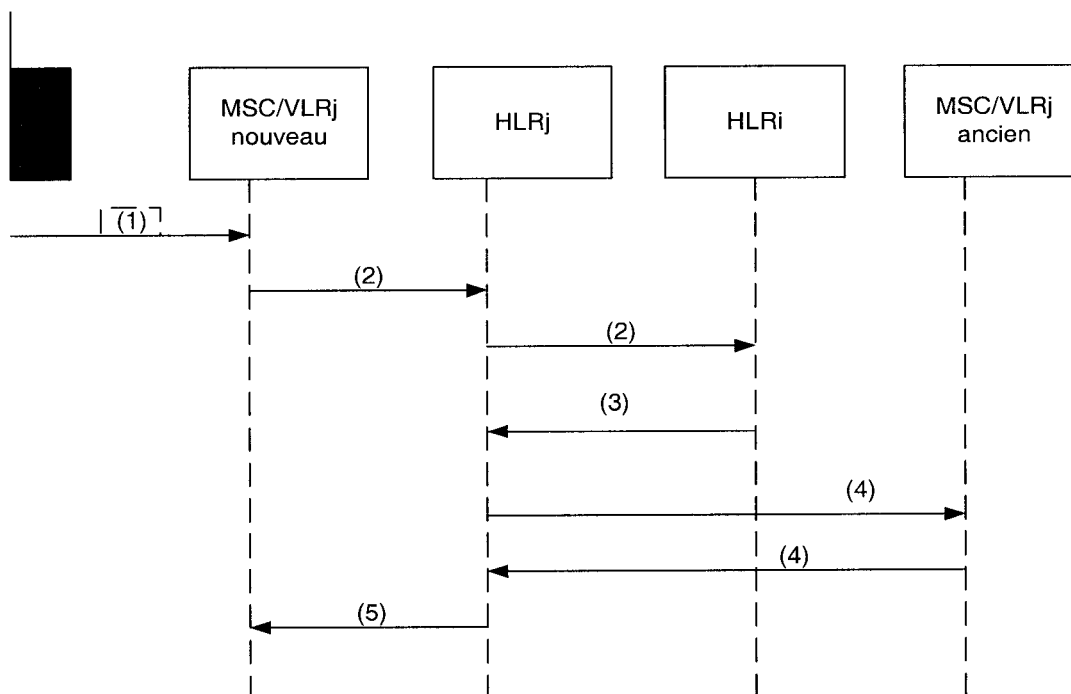 MSC/VLRj
nouveau
HLRj
HLRi
MSC/VLRj
ancien
(1)
(2)
(2)
(3)
(4)
(4)
(5)